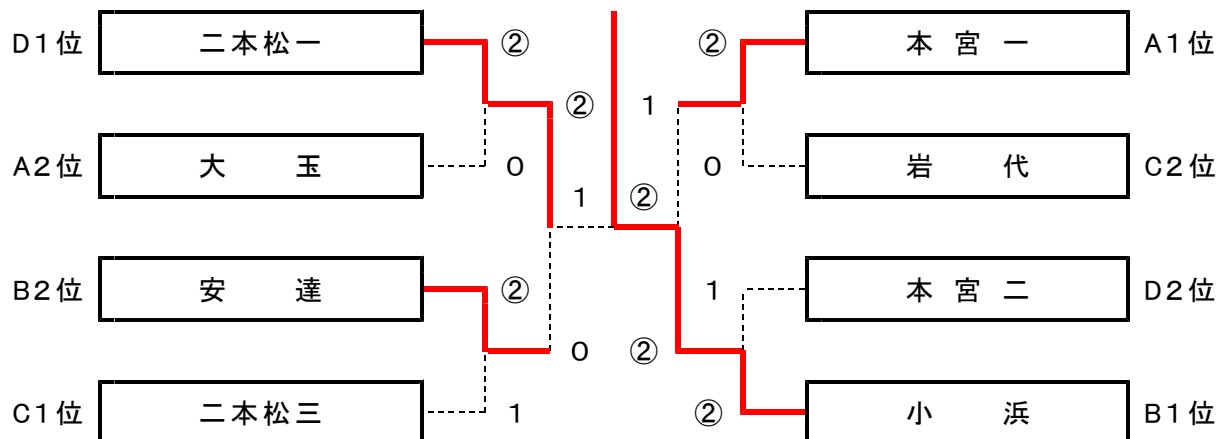 D1位 二本松一 ② ② 本宮一 A1位
② 1
A2位 大玉 0 0 岩代 C2位
1 ②
B2位 安達 ② 1 本宮二 D2位
0 ②
C1位 二本松三 1 ② 小浜 B1位